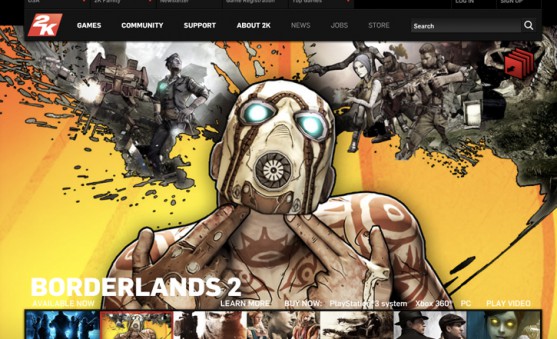 USA 2K Family Newsletter Game Registration Top Games LOG IN SIGN UP
2K GAMES COMMUNITY SUPPORT ABOUT 2K NEWS JOBS STORE Search
BORDERLANDS 2
AVAILABLE NOW LEARN MORE BUY NOW: PlayStation®3 system Xbox 360® PC PLAY VIDEO